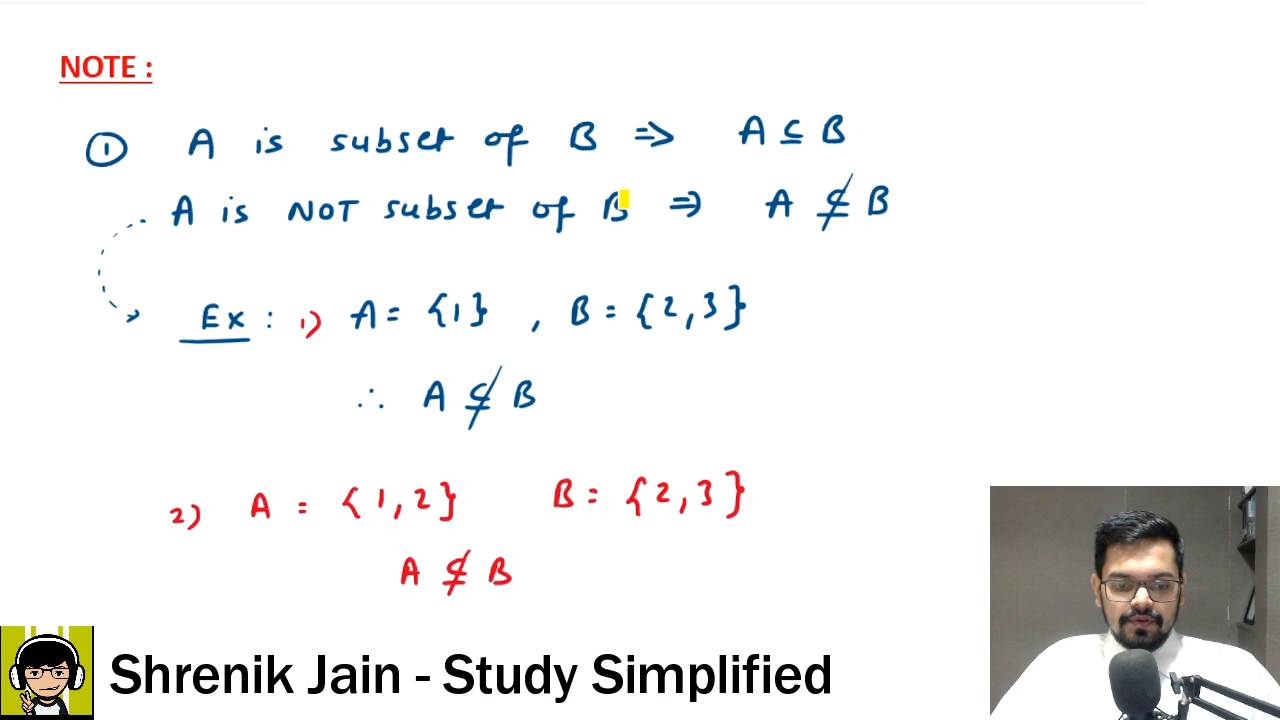 NOTE :
① A is subset of B ⇒ A ⊆ B
A is NOT subset of B ⇒ A ⊈ B
Ex : 1) A = {1} , B = {2,3}
∴ A ⊈ B
2) A = {1,2} B = {2,3}
A ⊈ B
Shrenik Jain - Study Simplified